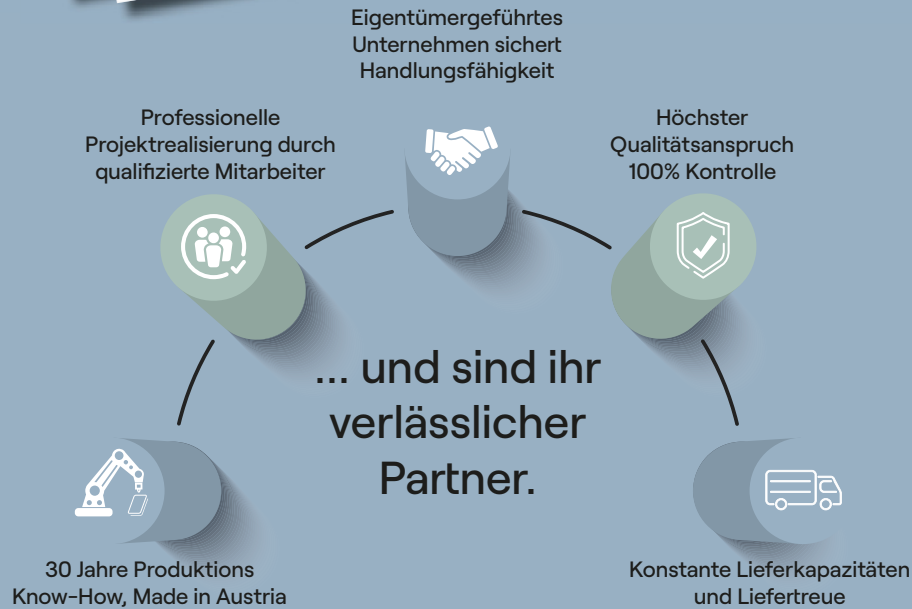 Eigentümergeführtes
Unternehmen sichert
Handlungsfähigkeit
Professionelle
Projektrealisierung durch
qualifizierte Mitarbeiter
Höchster
Qualitätsanspruch
100% Kontrolle
... und sind ihr
verlässlicher
Partner.
30 Jahre Produktions
Know-How, Made in Austria
Konstante Lieferkapazitäten
und Liefertreue